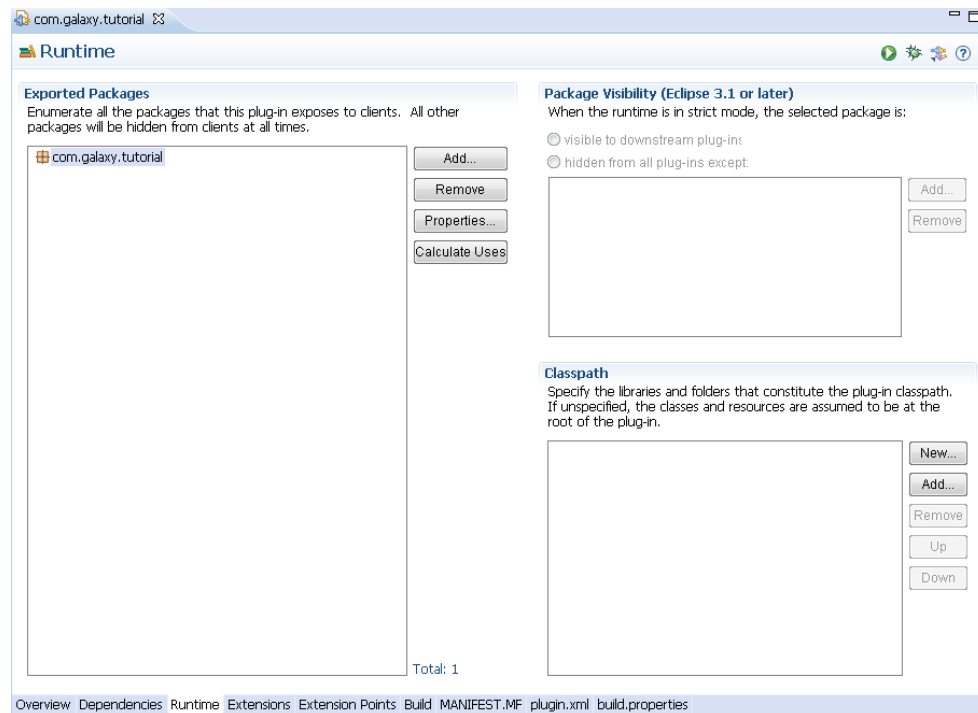 com.galaxy.tutorial
Runtime
Exported Packages
Enumerate all the packages that this plug-in exposes to clients. All other
packages will be hidden from clients at all times.
com.galaxy.tutorial
Add...
Remove
Properties...
Calculate Uses
Total: 1
Package Visibility (Eclipse 3.1 or later)
When the runtime is in strict mode, the selected package is:
visible to downstream plug-ins
hidden from all plug-ins except:
Add...
Remove
Classpath
Specify the libraries and folders that constitute the plug-in classpath.
If unspecified, the classes and resources are assumed to be at the
root of the plug-in.
New...
Add...
Remove
Up
Down
Overview Dependencies Runtime Extensions Extension Points Build MANIFEST.MF plugin.xml build.properties